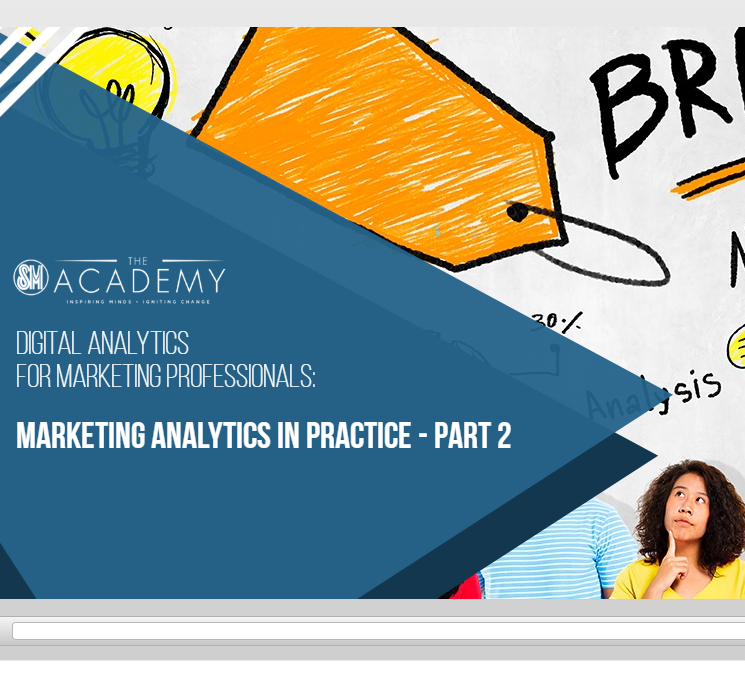 BR
N
THE
SM ACADEMY
INSPIRING MINDS • IGNITING CHANGE
30%
DIGITAL ANALYTICS
FOR MARKETING PROFESSIONALS:
Analysis
MARKETING ANALYTICS IN PRACTICE - PART 2